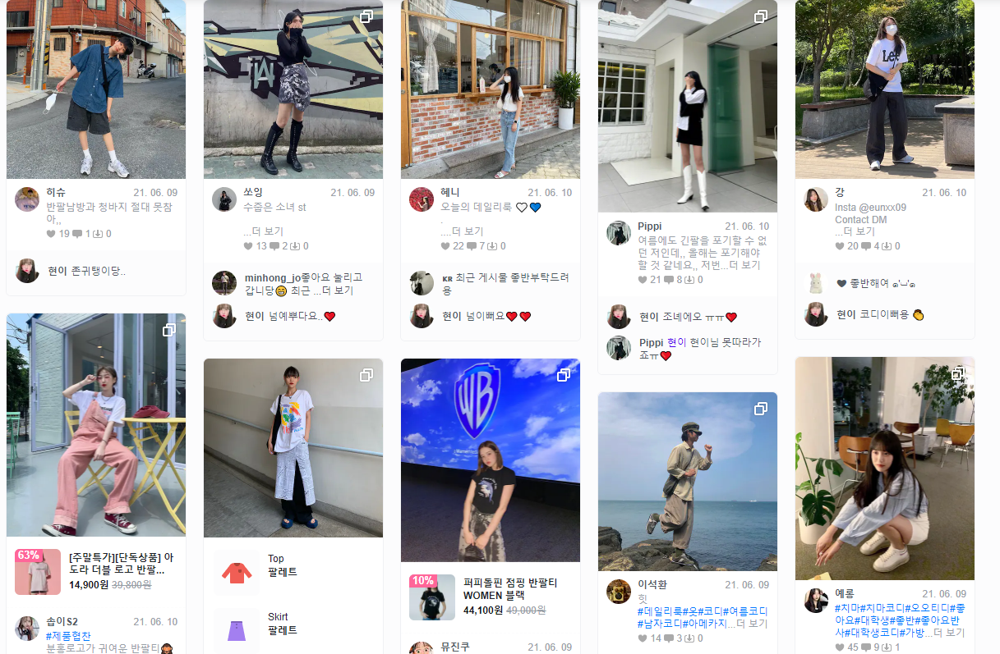 히슈
21. 06. 09
반팔남방과 청바지 절대 못참
아,,
19 1 0
현이 존귀탱이당..
63%
[주말특가][단독상품] 아
도라 더블 로고 반팔...
14,900원 39,800원
솝이S2
21. 06. 10
#제품협찬
분홍로고가 귀여운 반팔티🙊
쏘잉
21. 06. 09
수줍은 소녀 st
...더 보기
13 2 0
minhong_jo좋아요 눌리고
갑니당😁 최근 ...더 보기
현이 넘예뿌다요..❤️
Top
팔레트
Skirt
팔레트
혜니
21. 06. 10
오늘의 데일리룩 🤍💙
.
....더 보기
22 7 0
ᴋʀ 최근 게시물 좋반부탁드려
용
현이 넘이뻐요❤️❤️
WB
10%
퍼피돌핀 점핑 반팔티
WOMEN 블랙
44,100원 49,000원
뮤진쿠
21. 06. 09
Pippi
21. 06. 10
여름에도 긴팔을 포기할 수 없
던 저인데,, 올해는 포기해야
할 것 같네요,, 저번...더 보기
21 8 0
현이 조녜에오 ㅠㅠ❤️
Pippi 현이 현이님 못따라가
죠ㅠ❤️
이석환
21. 06. 09
힛
#데일리룩#옷#코디#여름코디
#남자코디#아메카지...더 보기
14 3 0
Let
강
21. 06. 10
Insta @eunxx09
Contact DM
...더 보기
20 4 0
🖤 좋반해여 ๑'ᴗ'๑
현이 코디이뻐용 👏
예롱
21. 06. 09
#치마#치마코디#오오티디#좋
아요#대학생#좋반#좋아요반
사#대학생코디#가방...더 보기
45 9 1